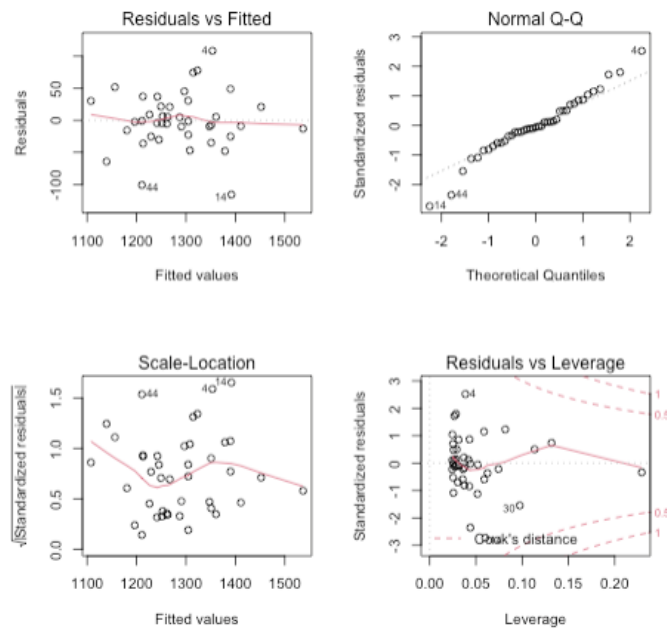 Residuals vs Fitted
Residuals
50
0
-100
4
44
14
1100 1200 1300 1400 1500
Fitted values
Normal Q-Q
Standardized residuals
3
2
1
0
-1
-2
4
44
14
-2 -1 0 1 2
Theoretical Quantiles
Scale-Location
√|Standardized residuals|
1.5
1.0
0.5
0.0
44
4
14
1100 1200 1300 1400 1500
Fitted values
Residuals vs Leverage
Standardized residuals
3
2
1
0
-1
-2
-3
4
30
1
0.5
0.5
1
Cook's distance
0.00 0.05 0.10 0.15 0.20
Leverage